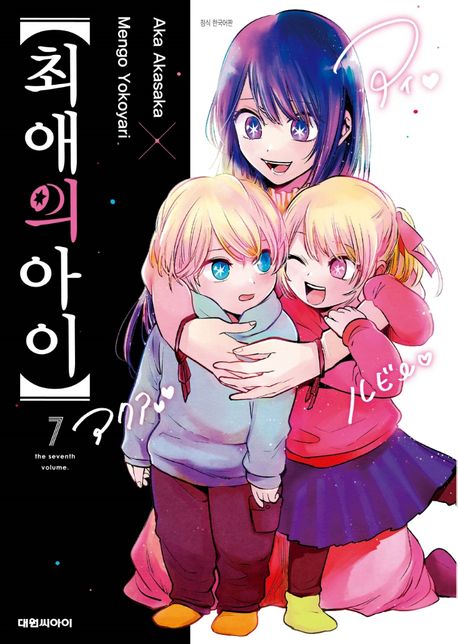 정식 한국어판
Aka Akasaka
×
Mengo Yokoyari
【최애의 아이】
アイ♡
アクア♡
ルビー♡
7
the seventh
volume.
대원씨아이